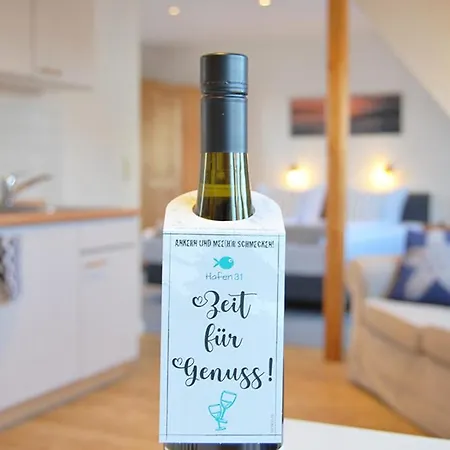 ANKERN UND MEE(H)R SCHMECKEN!
Hafen 31
Zeit
für
Genuss!